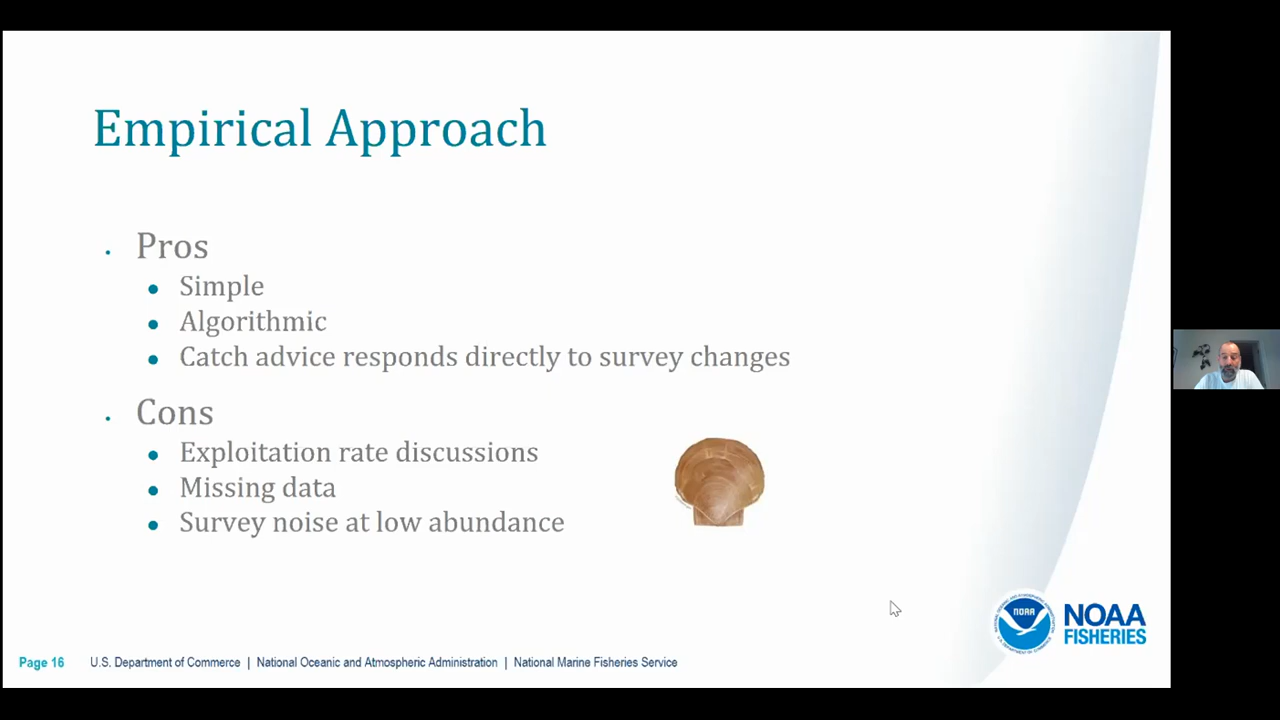 Empirical Approach
• Pros
• Simple
• Algorithmic
• Catch advice responds directly to survey changes
• Cons
• Exploitation rate discussions
• Missing data
• Survey noise at low abundance
NOAA
NOAA
FISHERIES
Page 16 U.S. Department of Commerce | National Oceanic and Atmospheric Administration | National Marine Fisheries Service